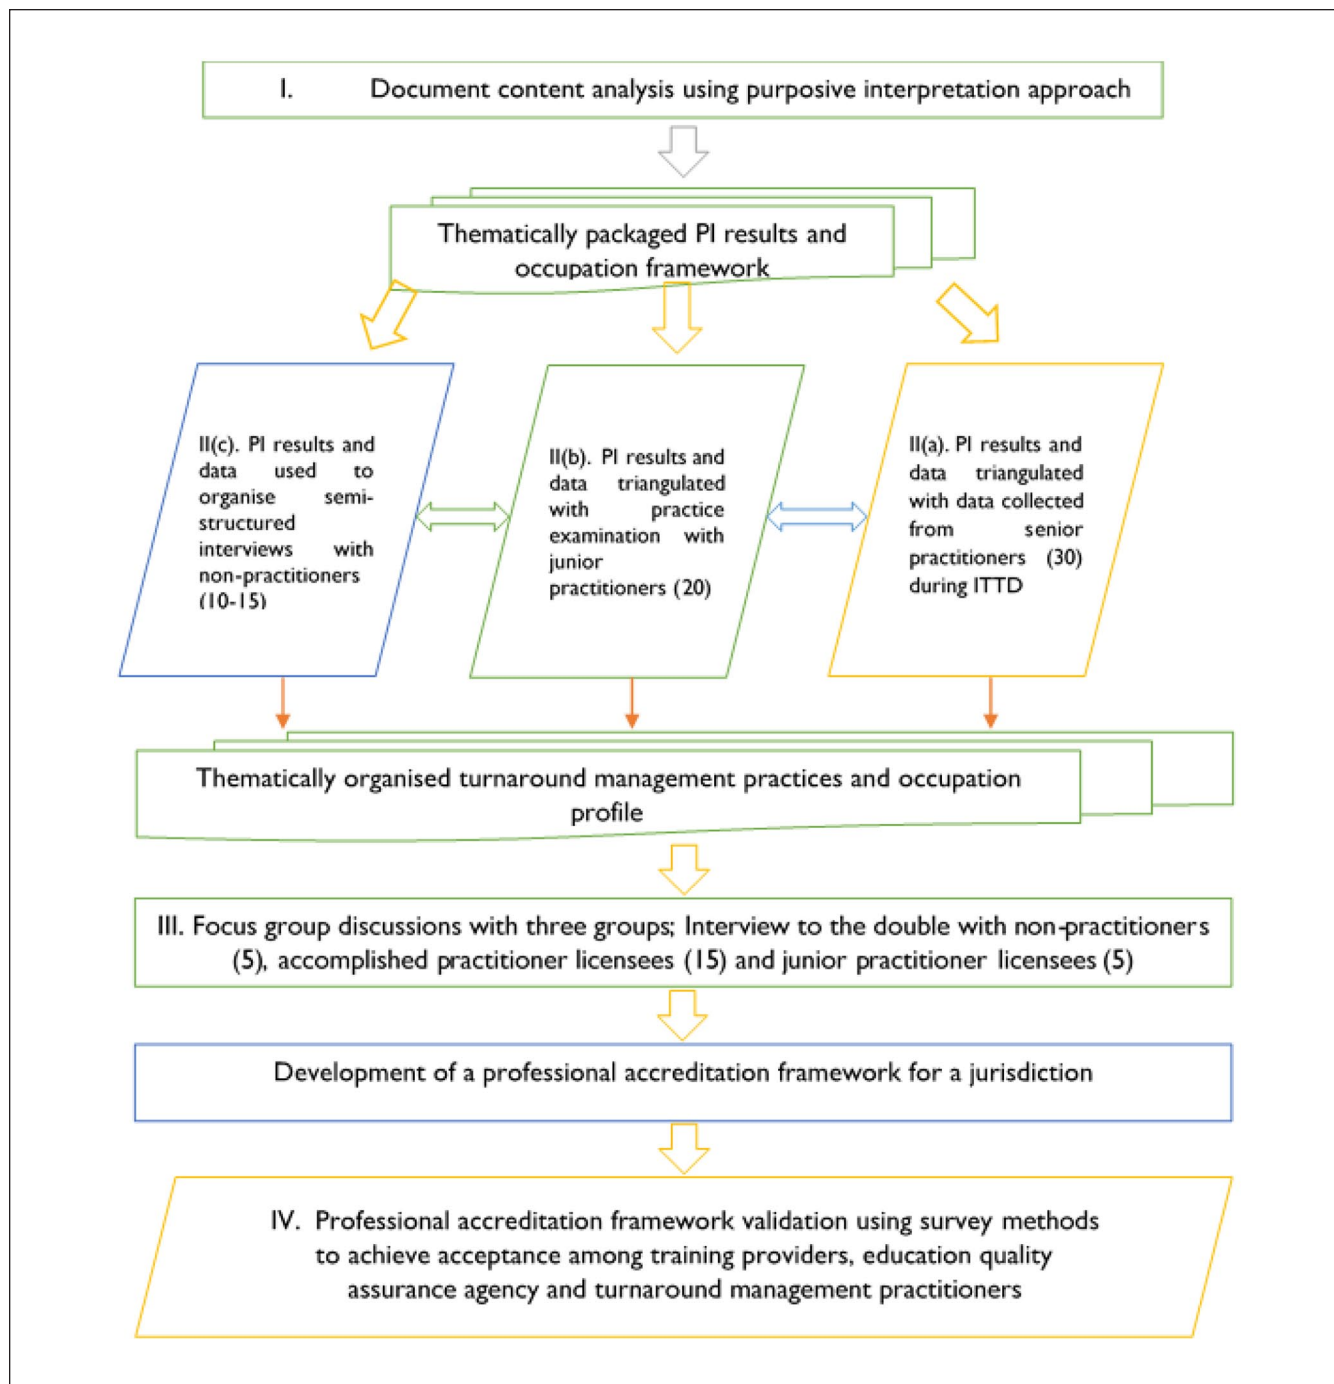 I. Document content analysis using purposive interpretation approach
Thematically packaged PI results and
occupation framework
II(c). PI results and
data used to
organise semi-
structured
interviews with
non-practitioners
(10-15)
II(b). PI results and
data triangulated
with practice
examination with
junior
practitioners (20)
II(a). PI results and
data triangulated
with data collected
from senior
practitioners (30)
during ITTD
Thematically organised turnaround management practices and occupation
profile
III. Focus group discussions with three groups; Interview to the double with non-practitioners
(5), accomplished practitioner licensees (15) and junior practitioner licensees (5)
Development of a professional accreditation framework for a jurisdiction
IV. Professional accreditation framework validation using survey methods
to achieve acceptance among training providers, education quality
assurance agency and turnaround management practitioners